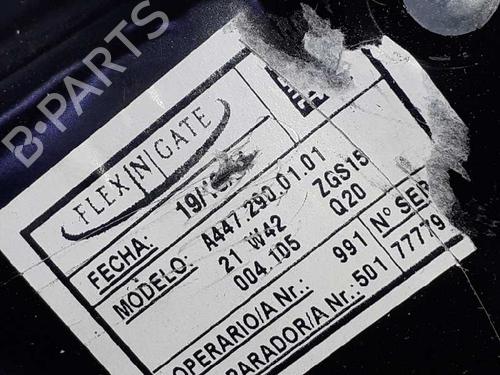 B-PARTS
FLEX N GATE
FECHA: 19/
MODELO: A447.290.01.01 ZGS15
21 W42 Q20
004 105
OPERARIO/A Nr.: 991 Nº SER
PARADOR/A Nr.: 501 77779